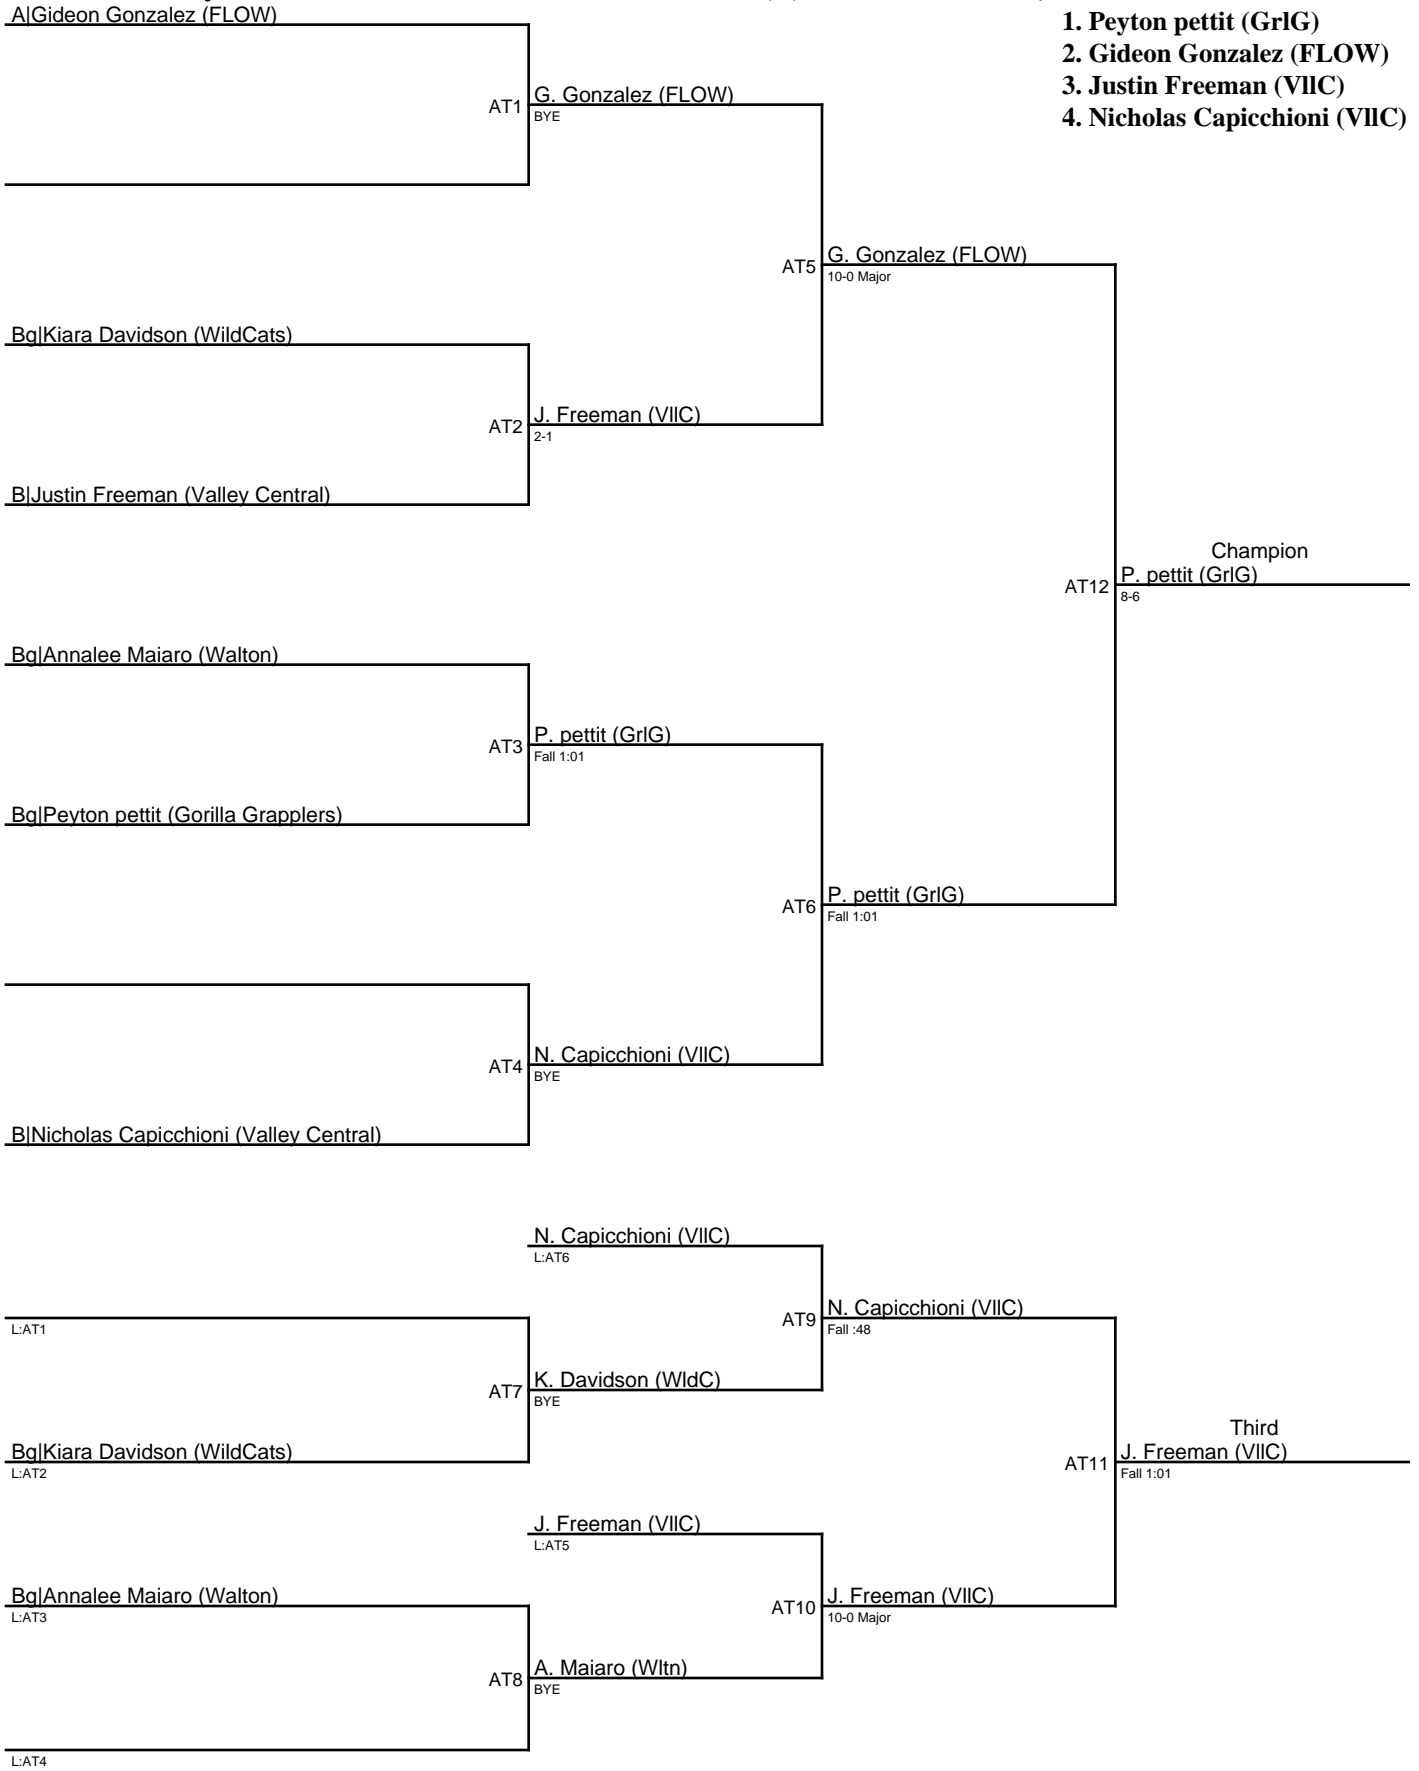 A|Gideon Gonzalez (FLOW)
1. Peyton pettit (GrlG)
2. Gideon Gonzalez (FLOW)
3. Justin Freeman (VllC)
4. Nicholas Capicchioni (VllC)
AT1
G. Gonzalez (FLOW)
BYE
AT5
G. Gonzalez (FLOW)
10-0 Major
Bg|Kiara Davidson (WildCats)
AT2
J. Freeman (VllC)
2-1
B|Justin Freeman (Valley Central)
Champion
AT12
P. pettit (GrlG)
8-6
Bg|Annalee Maiaro (Walton)
AT3
P. pettit (GrlG)
Fall 1:01
Bg|Peyton pettit (Gorilla Grapplers)
AT6
P. pettit (GrlG)
Fall 1:01
AT4
N. Capicchioni (VllC)
BYE
B|Nicholas Capicchioni (Valley Central)
N. Capicchioni (VllC)
L:AT6
L:AT1
AT9
N. Capicchioni (VllC)
Fall :48
AT7
K. Davidson (WldC)
BYE
Bg|Kiara Davidson (WildCats)
L:AT2
Third
AT11
J. Freeman (VllC)
Fall 1:01
J. Freeman (VllC)
L:AT5
Bg|Annalee Maiaro (Walton)
L:AT3
AT10
J. Freeman (VllC)
10-0 Major
AT8
A. Maiaro (Wltn)
BYE
L:AT4